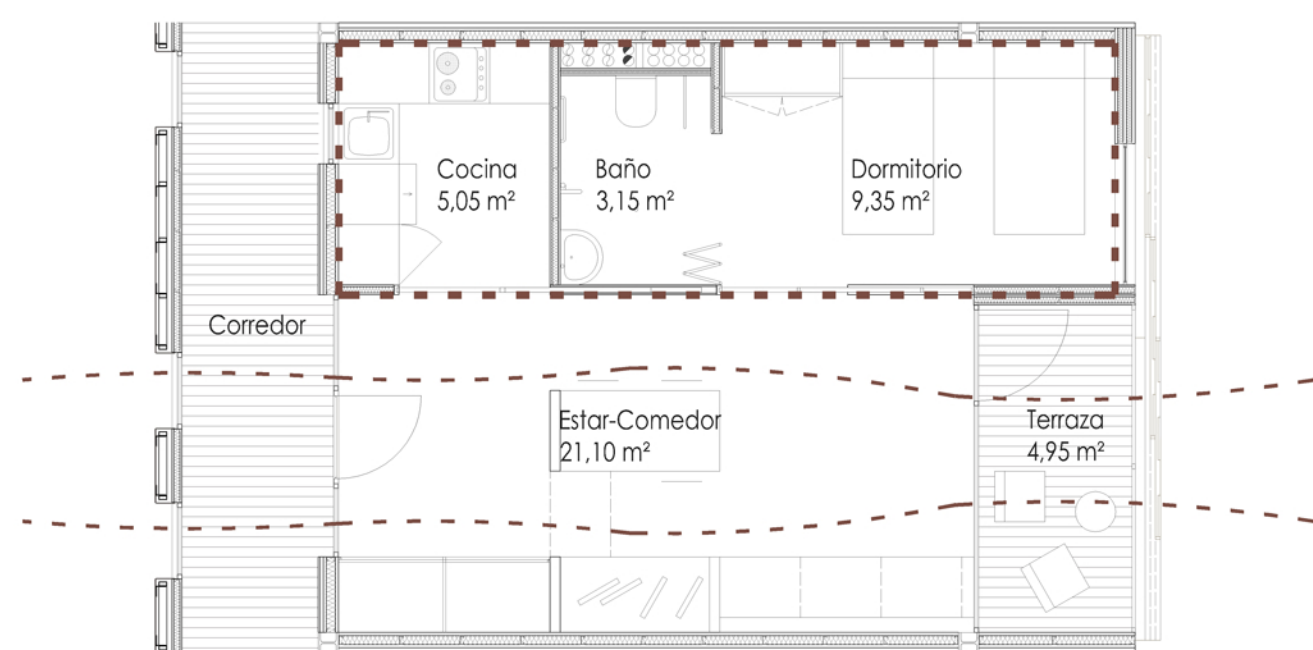 Cocina
5,05 m²
Baño
3,15 m²
Dormitorio
9,35 m²
Corredor
Estar-Comedor
21,10 m²
Terraza
4,95 m²